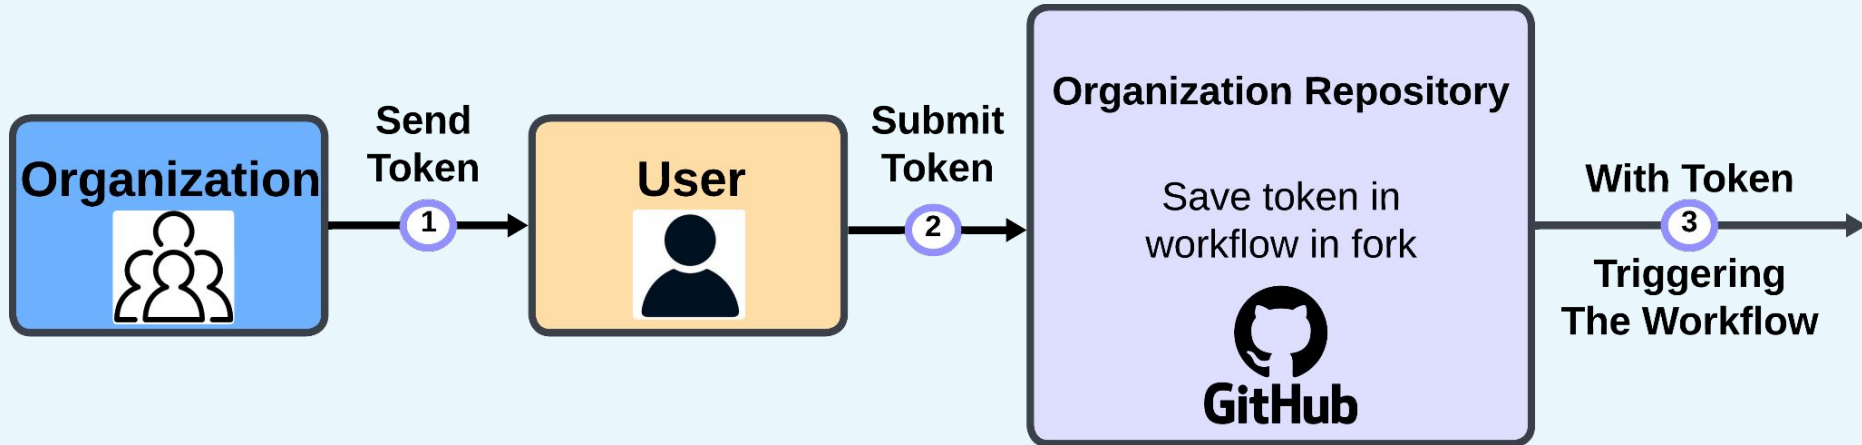 Organization
Send
Token
1
User
Submit
Token
2
Organization Repository
Save token in
workflow in fork
GitHub
With Token
3
Triggering
The Workflow